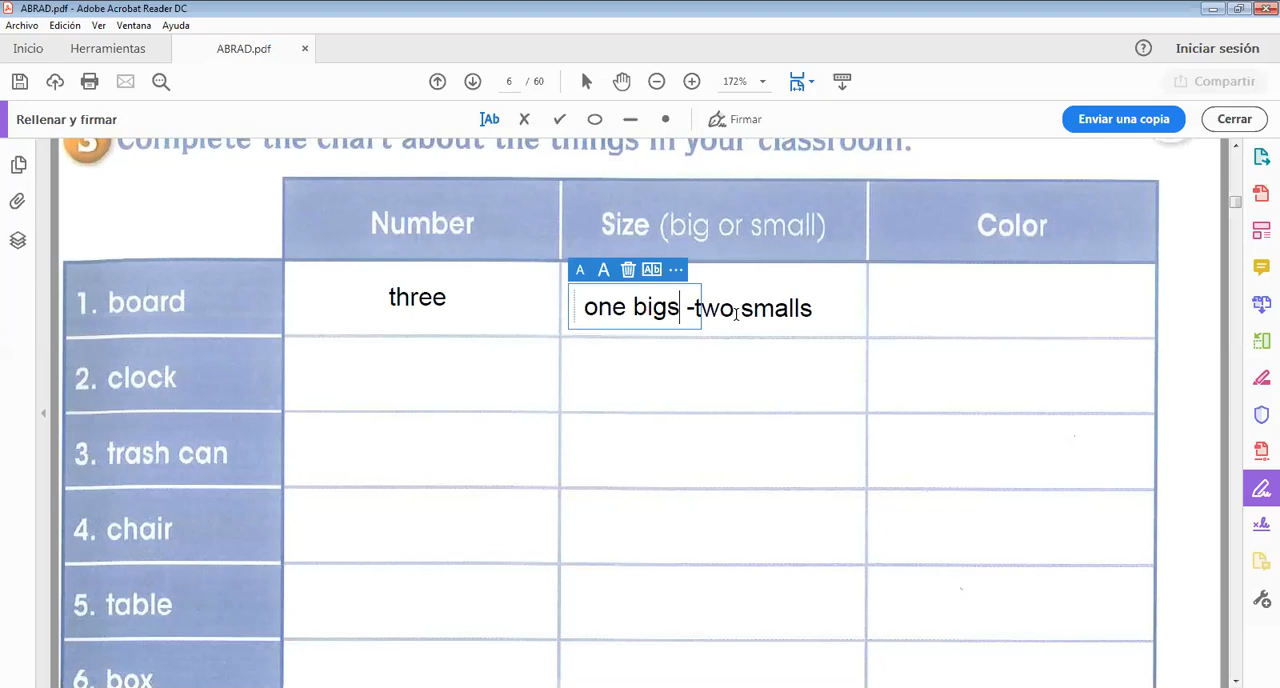 ABRAD.pdf - Adobe Acrobat Reader DC
Archivo Edición Ver Ventana Ayuda
Inicio Herramientas ABRAD.pdf × Iniciar sesión
6 / 60 172% Compartir
Rellenar y firmar Ab Firmar Enviar una copia Cerrar
3 Complete the chart about the things in your classroom.
Number Size (big or small) Color
A A Ab ...
1. board three one bigs -two smalls
2. clock
3. trash can
4. chair
5. table
6. box